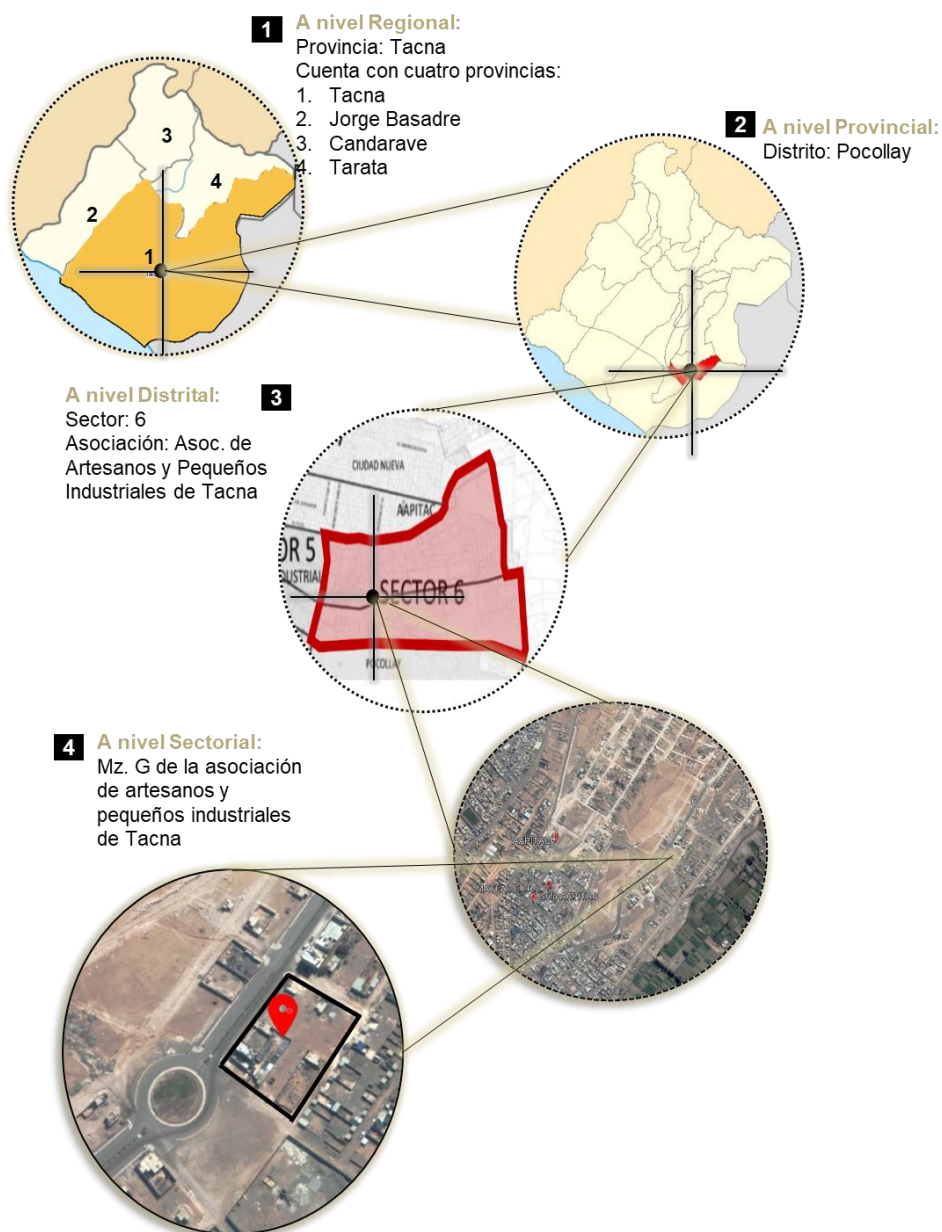 1
A nivel Regional:
Provincia: Tacna
Cuenta con cuatro provincias:
1. Tacna
2. Jorge Basadre
3. Candarave
4. Tarata
3
4
2
1
2
A nivel Provincial:
Distrito: Pocollay
A nivel Distrital:
3
Sector: 6
Asociación: Asoc. de
Artesanos y Pequeños
Industriales de Tacna
CIUDAD NUEVA
AAPITAC
OR 5
SECTOR 6
POCOLLAY
4
A nivel Sectorial:
Mz. G de la asociación
de artesanos y
pequeños industriales
de Tacna
AAPITAC